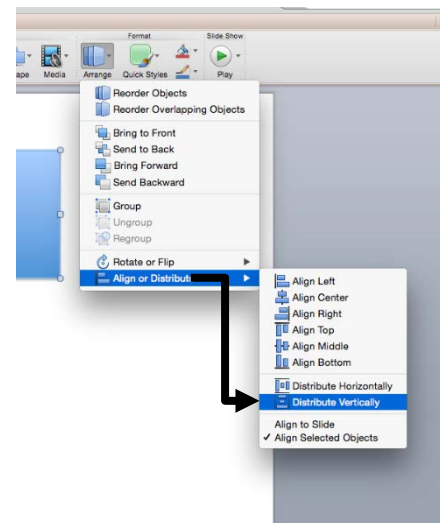 Format
Slide Show
Media
Arrange
Quick Styles
Play
Reorder Objects
Reorder Overlapping Objects
Bring to Front
Send to Back
Bring Forward
Send Backward
Group
Ungroup
Regroup
Rotate or Flip
Align or Distribute
Align Left
Align Center
Align Right
Align Top
Align Middle
Align Bottom
Distribute Horizontally
Distribute Vertically
Align to Slide
✓ Align Selected Objects